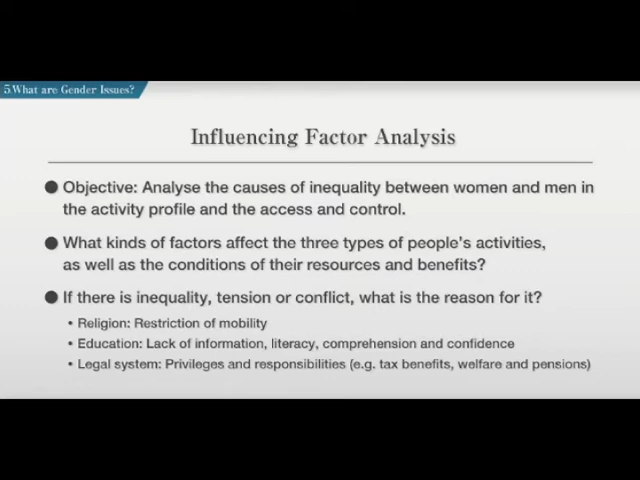 5.What are Gender Issues?
Influencing Factor Analysis
● Objective: Analyse the causes of inequality between women and men in
the activity profile and the access and control.
● What kinds of factors affect the three types of people's activities,
as well as the conditions of their resources and benefits?
● If there is inequality, tension or conflict, what is the reason for it?
• Religion: Restriction of mobility
• Education: Lack of information, literacy, comprehension and confidence
• Legal system: Privileges and responsibilities (e.g. tax benefits, welfare and pensions)